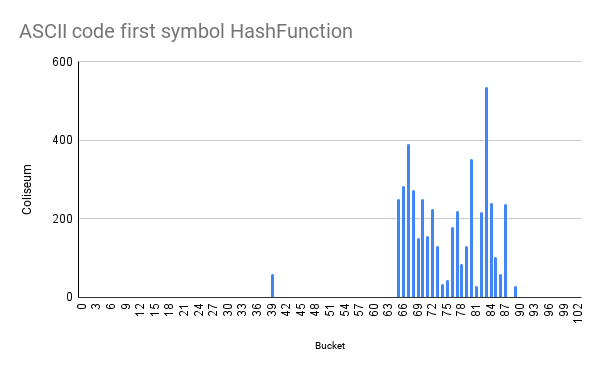 ASCII code first symbol HashFunction
600
400
200
0
Coliseum
0 3 6 9 12 15 18 21 24 27 30 33 36 39 42 45 48 51 54 57 60 63 66 69 72 75 78 81 84 87 90 93 96 99 102
Bucket